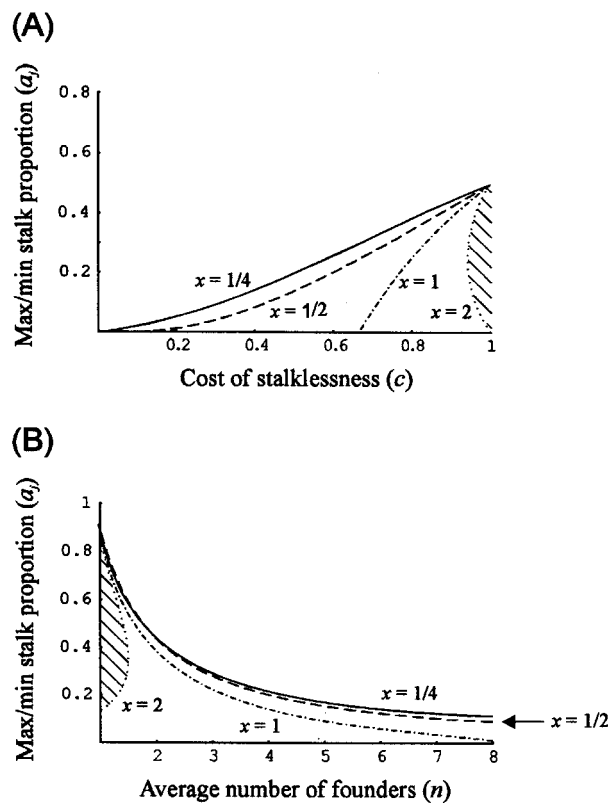 (A)
Max/min stalk proportion (aj)
0.8
0.6
0.4
0.2
x = 1/4
x = 1/2
x = 1
x = 2
0.2 0.4 0.6 0.8 1
Cost of stalklessness (c)
(B)
Max/min stalk proportion (aj)
1
0.8
0.6
0.4
0.2
x = 2
x = 1
x = 1/4
x = 1/2
2 3 4 5 6 7 8
Average number of founders (n)